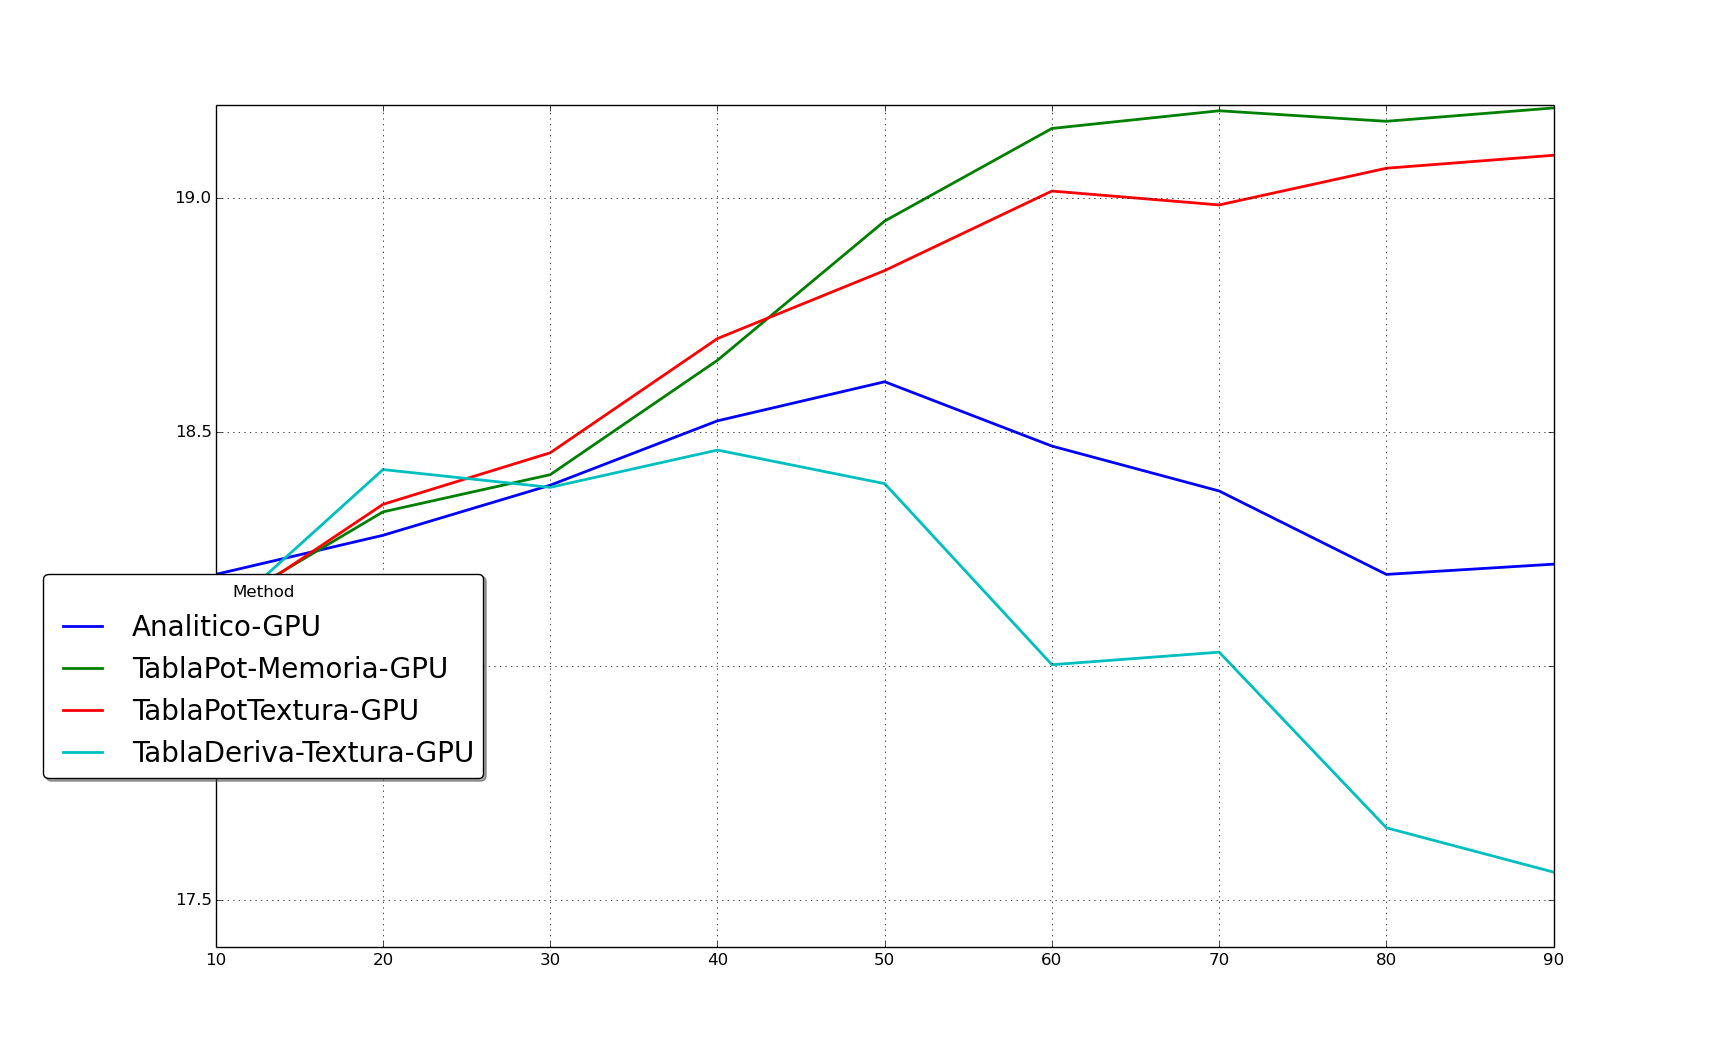 19.0
18.5
Method
Analitico-GPU
TablaPot-Memoria-GPU
TablaPotTextura-GPU
TablaDeriva-Textura-GPU
17.5
10 20 30 40 50 60 70 80 90